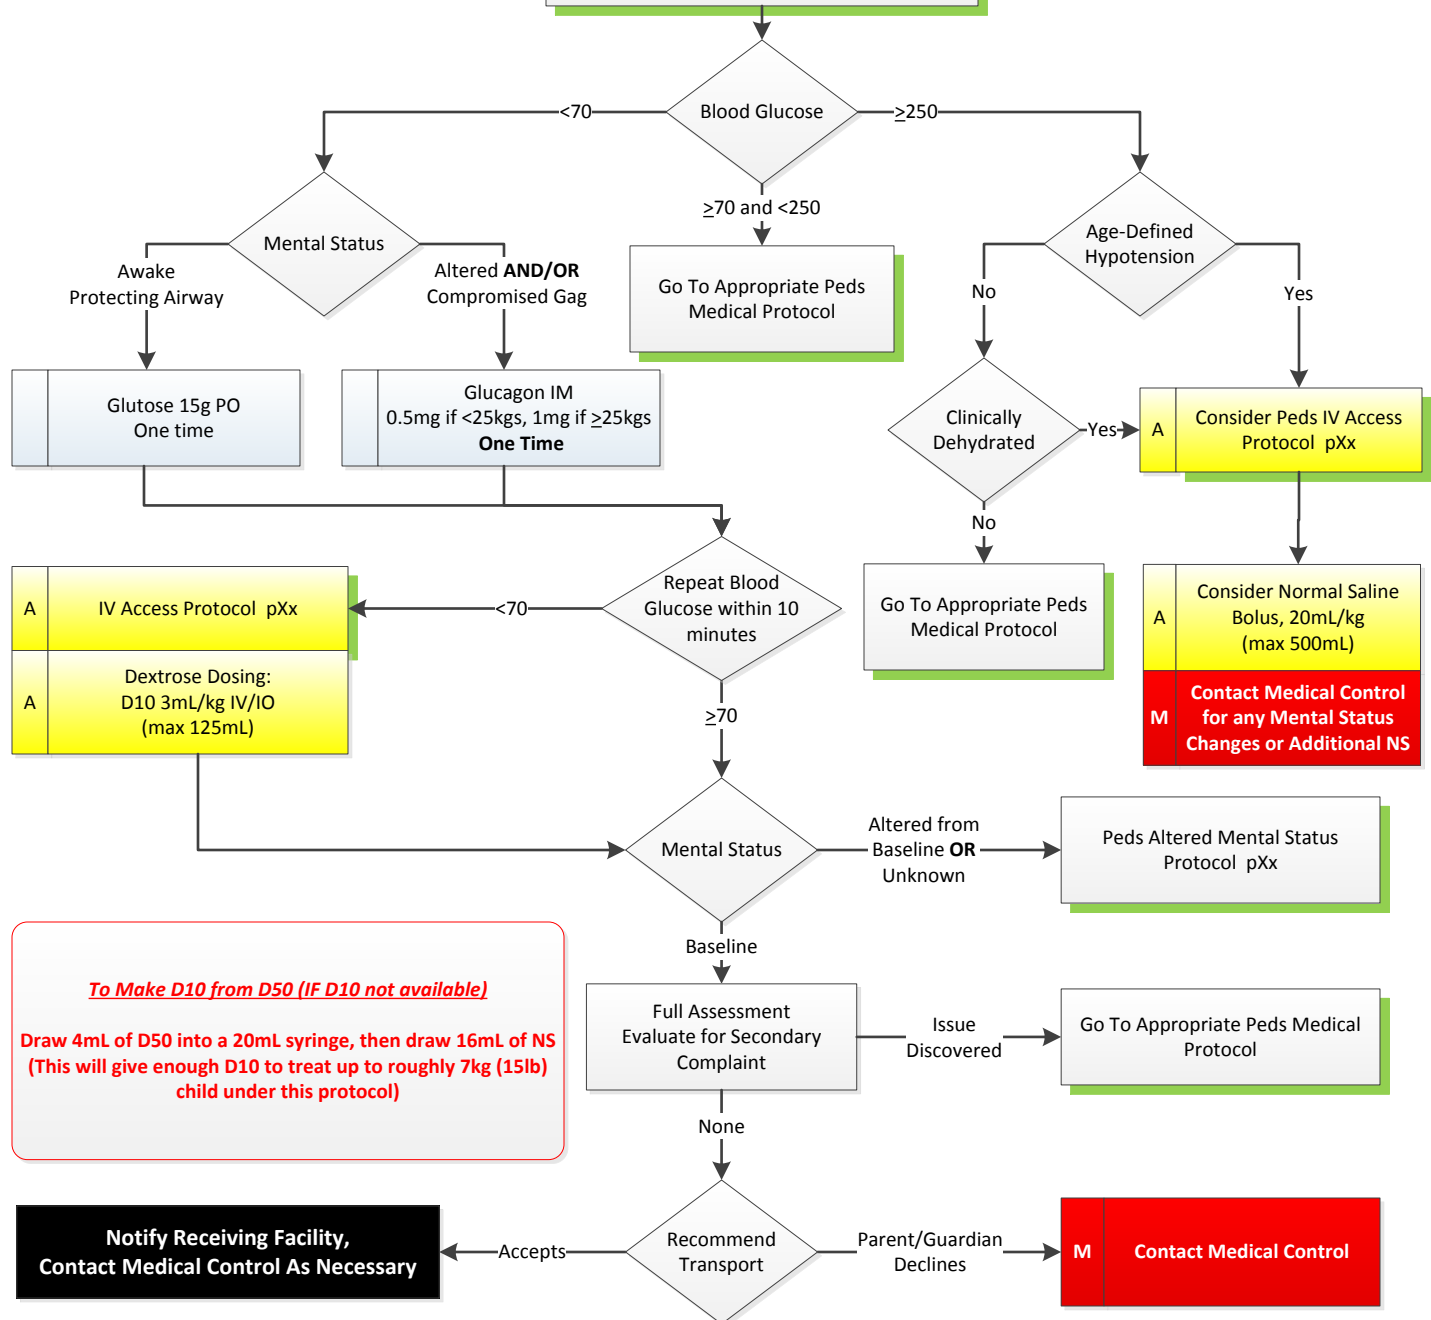 Blood Glucose
<70
≥250
≥70 and <250
Mental Status
Age-Defined
Hypotension
Awake
Protecting Airway
Altered AND/OR
Compromised Gag
Go To Appropriate Peds
Medical Protocol
No
Yes
Glutose 15g PO
One time
Glucagon IM
0.5mg if <25kgs, 1mg if ≥25kgs
One Time
Clinically
Dehydrated
Yes
A
Consider Peds IV Access
Protocol pXx
No
Repeat Blood
Glucose within 10
minutes
<70
A
IV Access Protocol pXx
A
Dextrose Dosing:
D10 3mL/kg IV/IO
(max 125mL)
Go To Appropriate Peds
Medical Protocol
A
Consider Normal Saline
Bolus, 20mL/kg
(max 500mL)
M
Contact Medical Control
for any Mental Status
Changes or Additional NS
≥70
Mental Status
Altered from
Baseline OR
Unknown
Peds Altered Mental Status
Protocol pXx
Baseline
To Make D10 from D50 (IF D10 not available)
Draw 4mL of D50 into a 20mL syringe, then draw 16mL of NS
(This will give enough D10 to treat up to roughly 7kg (15lb)
child under this protocol)
Full Assessment
Evaluate for Secondary
Complaint
Issue
Discovered
Go To Appropriate Peds Medical
Protocol
None
Recommend
Transport
Accepts
Notify Receiving Facility,
Contact Medical Control As Necessary
Parent/Guardian
Declines
M
Contact Medical Control